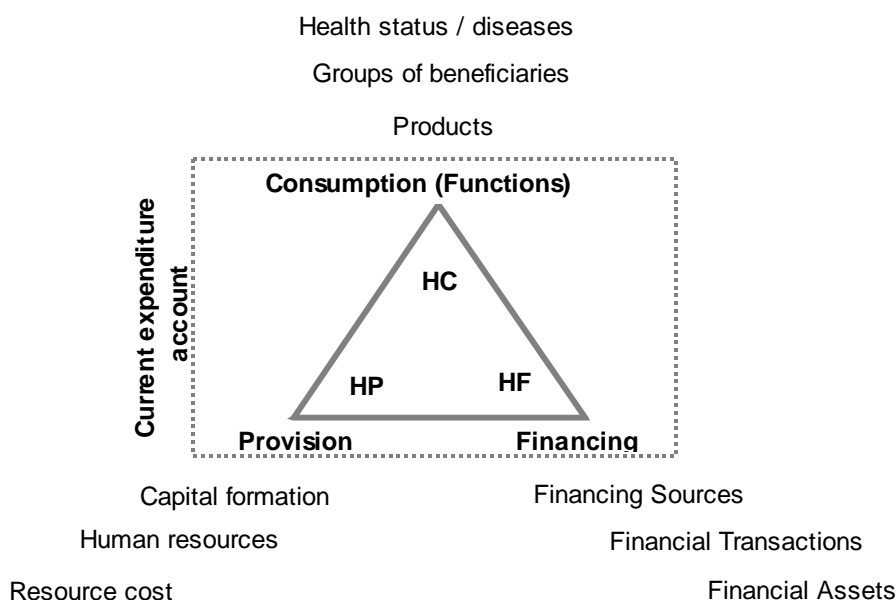 Health status / diseases
Groups of beneficiaries
Products
Consumption (Functions)
Current expenditure
account
HC
HP
HF
Provision
Financing
Capital formation
Financing Sources
Human resources
Financial Transactions
Resource cost
Financial Assets